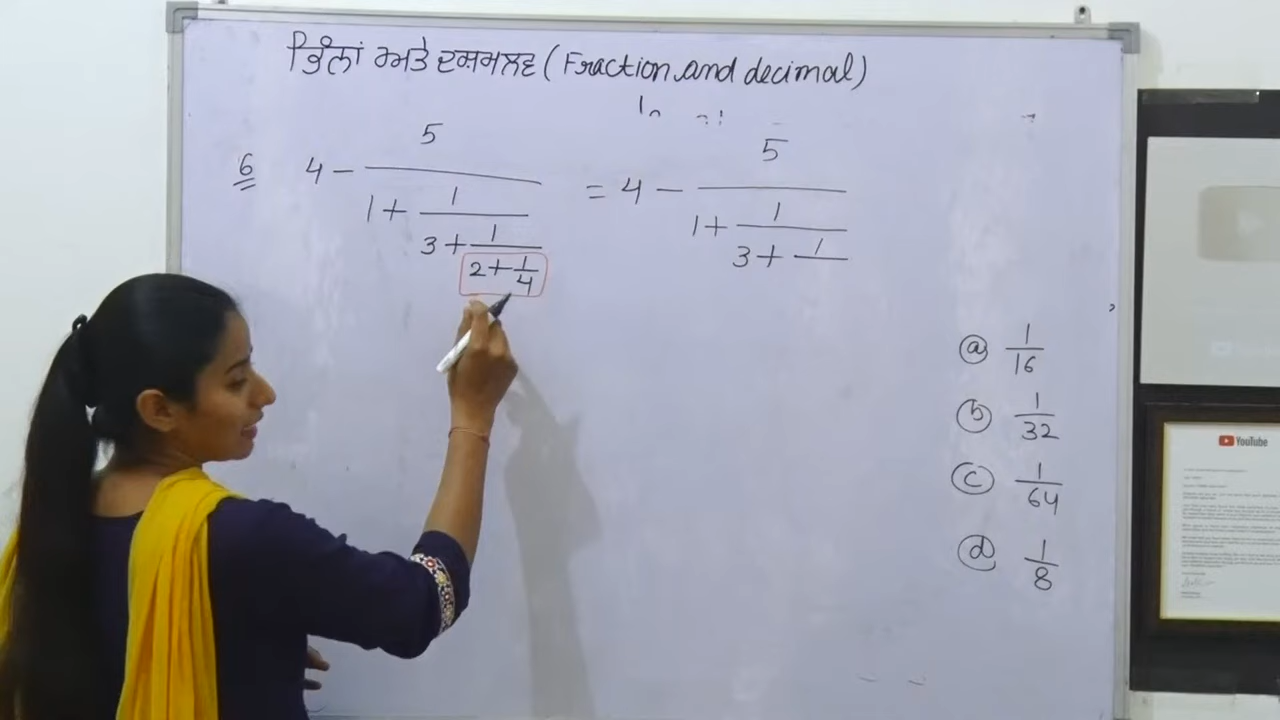 ਭਿੰਨਾਂ ਅਤੇ ਦਸ਼ਮਲਵ (Fraction and decimal)
6 4 - 5 / (1 + 1 / (3 + 1 / (2 + 1/4))) = 4 - 5 / (1 + 1 / (3 + 1 /
(a) 1/16
(b) 1/32
(c) 1/64
(d) 1/8
YouTube